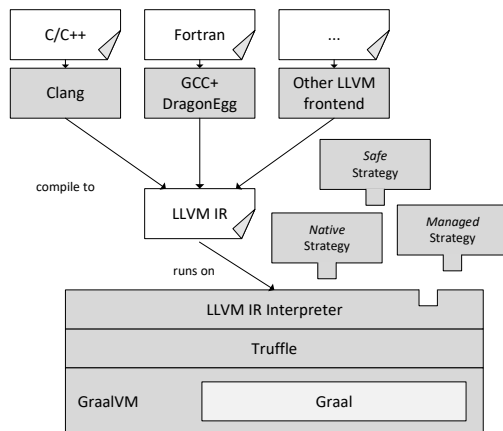 C/C++
Fortran
...
Clang
GCC+
DragonEgg
Other LLVM
frontend
Safe
Strategy
compile to
LLVM IR
Native
Strategy
Managed
Strategy
runs on
LLVM IR Interpreter
Truffle
GraalVM
Graal